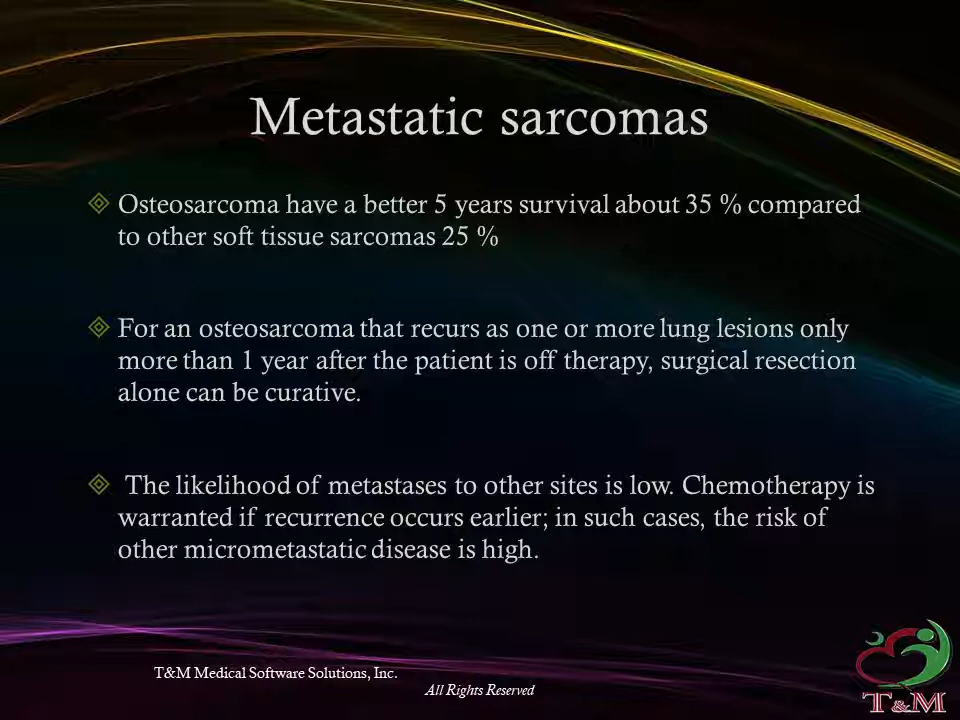 Metastatic sarcomas
Osteosarcoma have a better 5 years survival about 35 % compared
to other soft tissue sarcomas 25 %
For an osteosarcoma that recurs as one or more lung lesions only
more than 1 year after the patient is off therapy, surgical resection
alone can be curative.
The likelihood of metastases to other sites is low. Chemotherapy is
warranted if recurrence occurs earlier; in such cases, the risk of
other micrometastatic disease is high.
T&M Medical Software Solutions, Inc.
All Rights Reserved
T&M